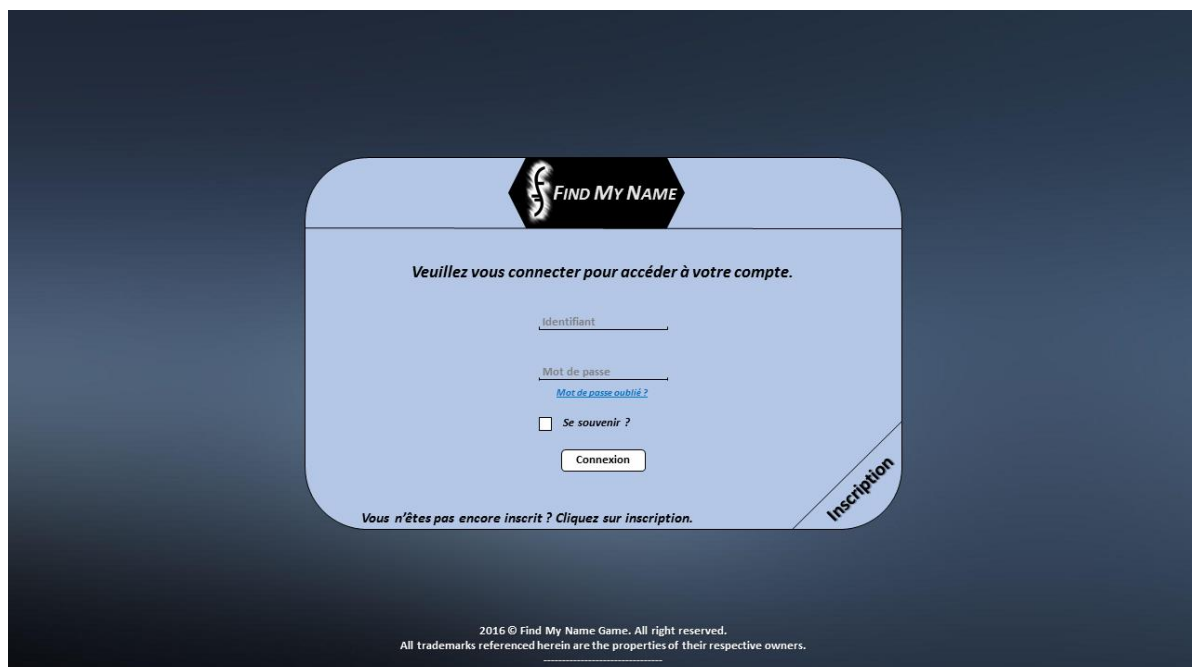 FIND MY NAME
Veuillez vous connecter pour accéder à votre compte.
Identifiant
Mot de passe
Mot de passe oublié ?
Se souvenir ?
Connexion
Inscription
Vous n’êtes pas encore inscrit ? Cliquez sur inscription.
2016 © Find My Name Game. All right reserved.
All trademarks referenced herein are the properties of their respective owners.
--------------------------------